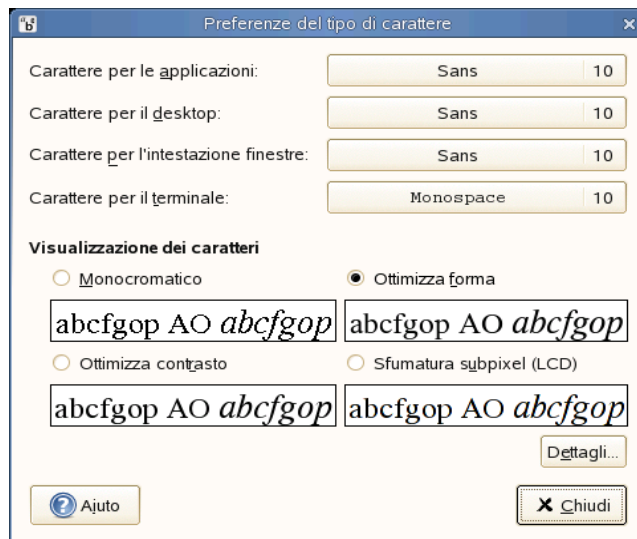 Preferenze del tipo di carattere
Carattere per le applicazioni: Sans 10
Carattere per il desktop: Sans 10
Carattere per l'intestazione finestre: Sans 10
Carattere per il terminale: Monospace 10
Visualizzazione dei caratteri
Monocromatico Ottimizza forma
abcfgop AO abcfgop abcfgop AO abcfgop
Ottimizza contrasto Sfumatura subpixel (LCD)
abcfgop AO abcfgop abcfgop AO abcfgop
Dettagli...
Aiuto Chiudi